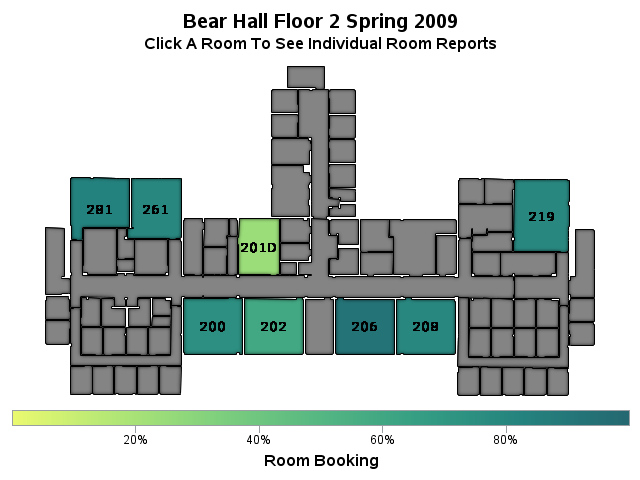 Bear Hall Floor 2 Spring 2009
Click A Room To See Individual Room Reports
281 261 219
201D
200 202 206 208
20% 40% 60% 80%
Room Booking